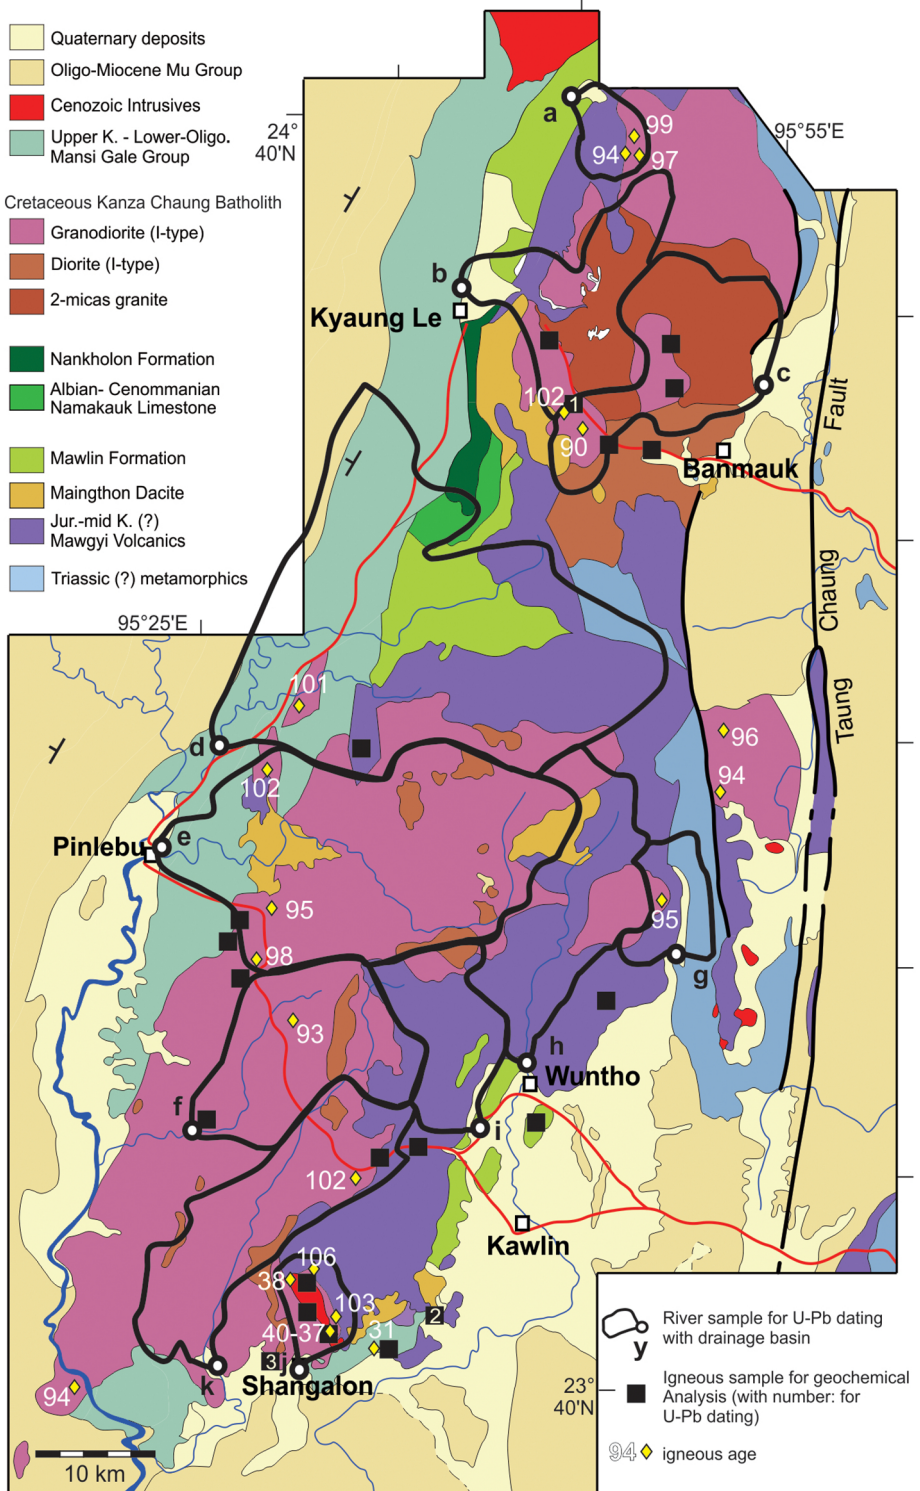 Quaternary deposits
Oligo-Miocene Mu Group
Cenozoic Intrusives
Upper K. - Lower-Oligo.
Mansi Gale Group
Cretaceous Kanza Chaung Batholith
Granodiorite (I-type)
Diorite (I-type)
2-micas granite
Nankholon Formation
Albian- Cenommanian
Namakauk Limestone
Mawlin Formation
Maingthon Dacite
Jur.-mid K. (?)
Mawgyi Volcanics
Triassic (?) metamorphics
24°
40'N
95°55'E
95°25'E
a
99
94
97
b
Kyaung Le
c
102
1
90
Banmauk
Fault
Chaung
Taung
101
d
102
96
94
Pinlebu
e
95
98
95
g
93
h
Wuntho
f
i
102
Kawlin
106
38
103
40-37
31
2
3
j
k
Shangalon
94
10 km
23°
40'N
River sample for U-Pb dating
with drainage basin
y
Igneous sample for geochemical
Analysis (with number: for
U-Pb dating)
94
igneous age